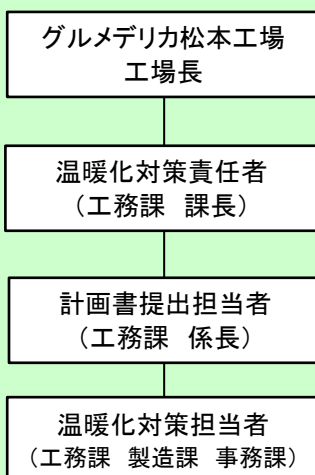 グルメデリカ松本工場
工場長
温暖化対策責任者
（工務課　課長）
計画書提出担当者
（工務課　係長）
温暖化対策担当者
（工務課　製造課　事務課）